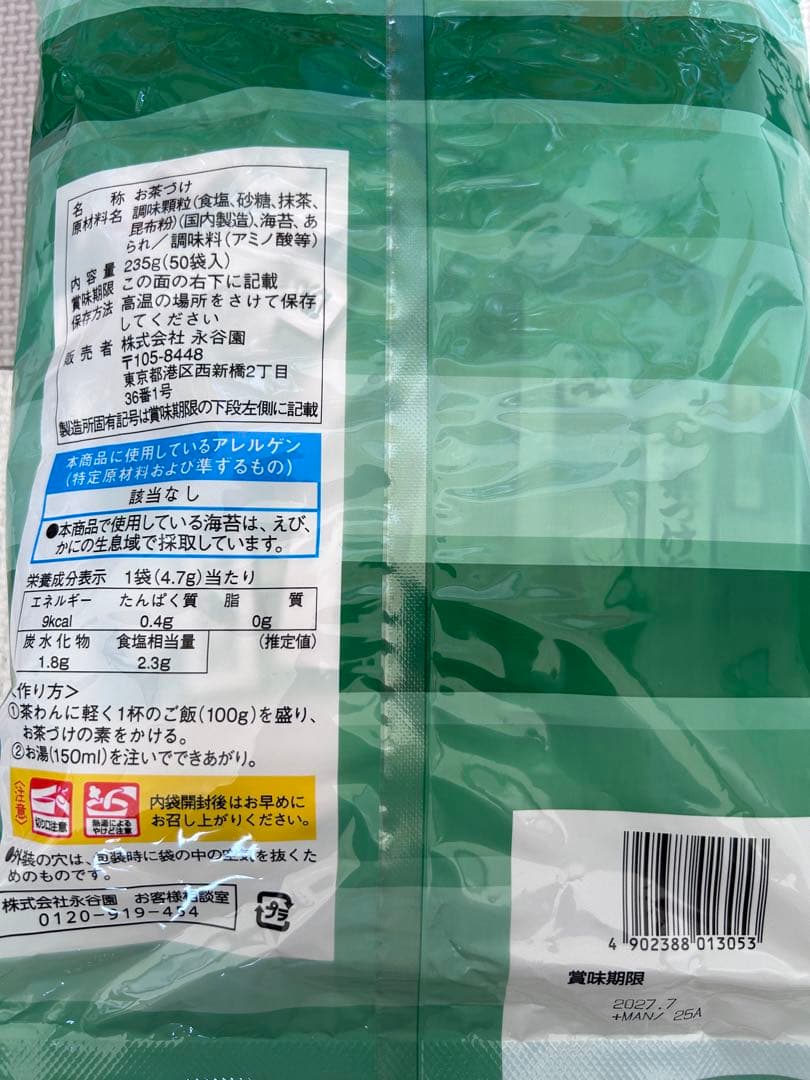 名称 お茶づけ
原材料名 調味顆粒(食塩、砂糖、抹茶、
昆布粉)(国内製造)、海苔、あ
られ/調味料(アミノ酸等)
内容量 235g(50袋入)
賞味期限 この面の右下に記載
保存方法 高温の場所をさけて保存
してください
販売者 株式会社 永谷園
〒105-8448
東京都港区西新橋2丁目
36番1号
製造所固有記号は賞味期限の下段左側に記載
本商品に使用しているアレルゲン
(特定原材料および準ずるもの)
該当なし
●本商品で使用している海苔は、えび、
かにの生息域で採取しています。
栄養成分表示 1袋(4.7g)当たり
エネルギー たんぱく質 脂質
9kcal 0.4g 0g
炭水化物 食塩相当量 (推定値)
1.8g 2.3g
<作り方>
①茶わんに軽く1杯のご飯(100g)を盛り、
お茶づけの素をかける。
②お湯(150ml)を注いでできあがり。
<注意>
切り口注意
熱湯による
やけど注意
内袋開封後はお早めに
お召し上がりください。
●外装の穴は、包装時に袋の中の空気を抜くた
めのものです。
株式会社永谷園 お客様相談室
0120-919-454
プラ
4 902388 013053
賞味期限
2027.7
+MAN/ 25A